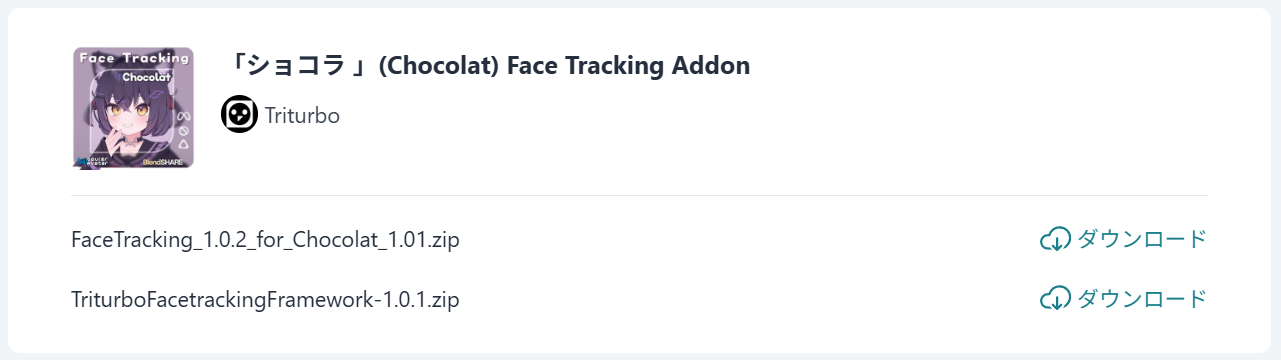 Face Tracking
Chocolat
BlendSHARE
「ショコラ 」(Chocolat) Face Tracking Addon
Triturbo
FaceTracking_1.0.2_for_Chocolat_1.01.zip
ダウンロード
TriturboFacetrackingFramework-1.0.1.zip
ダウンロード